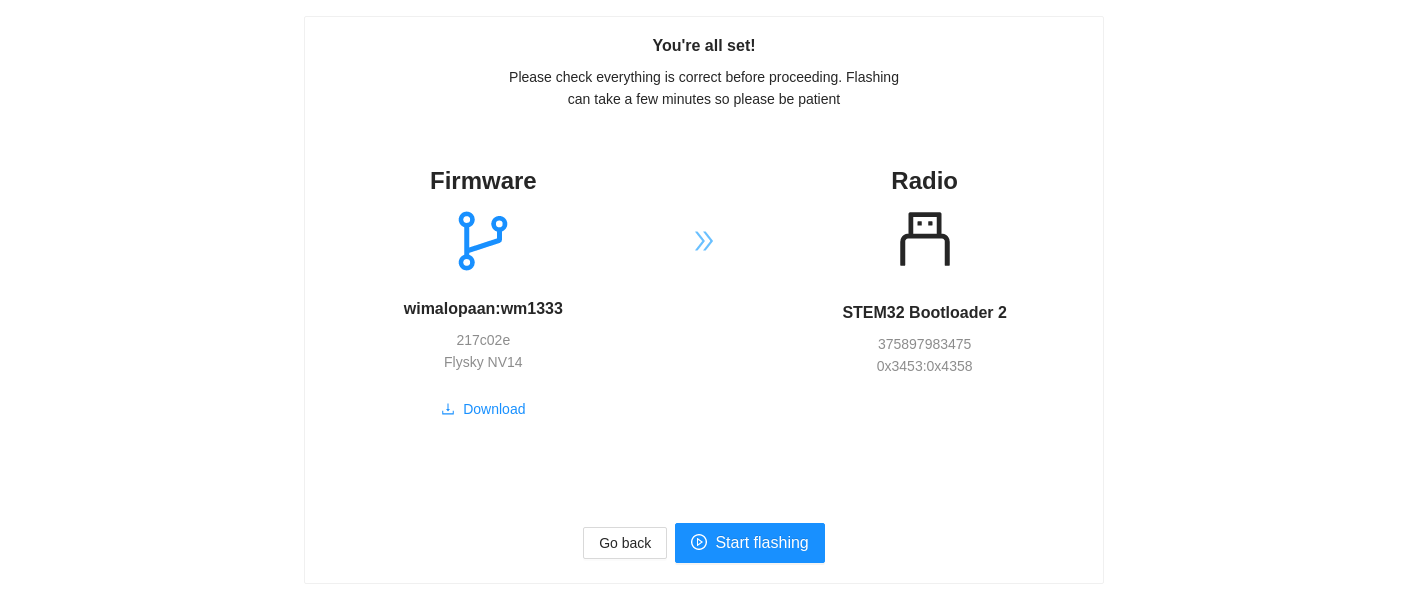 You're all set!
Please check everything is correct before proceeding. Flashing
can take a few minutes so please be patient
Firmware
wimalopaan:wm1333
217c02e
Flysky NV14
Download
Radio
STEM32 Bootloader 2
375897983475
0x3453:0x4358
Go back
Start flashing